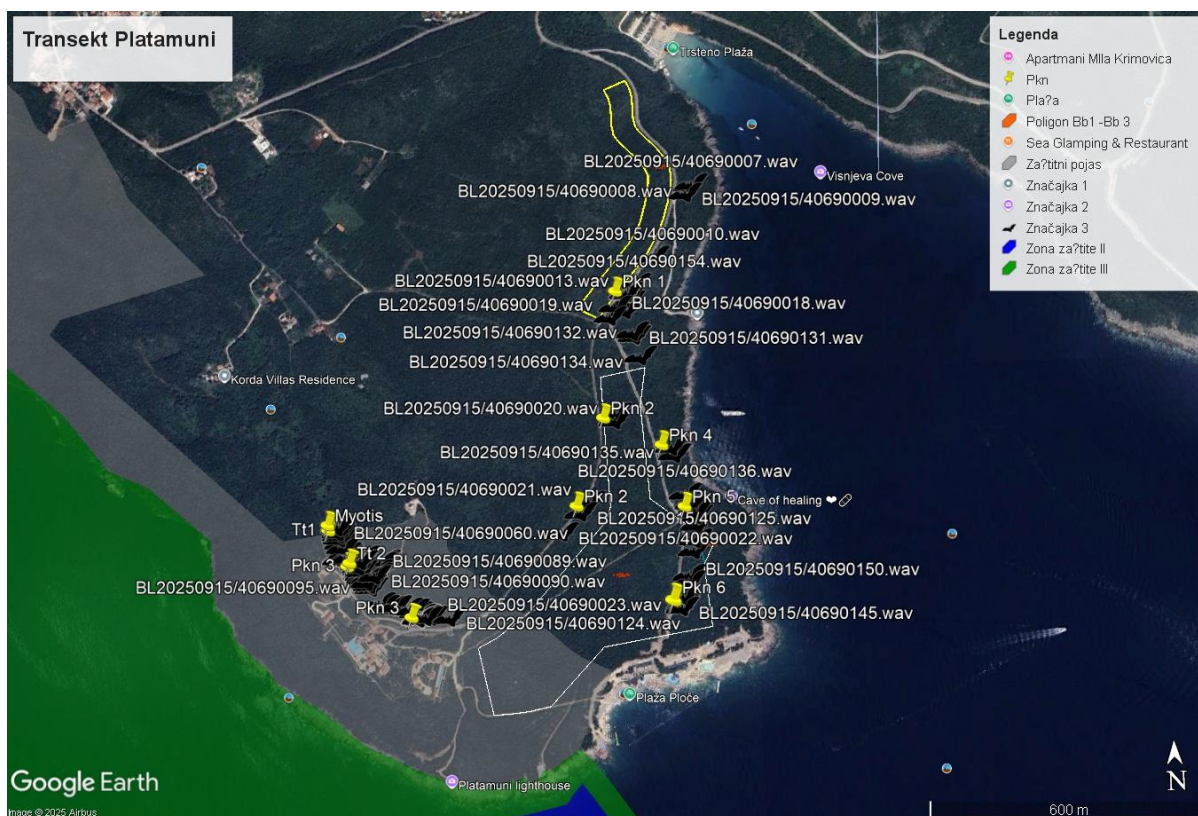 Transekt Platamuni
Legenda
Apartmani Mlla Krimovica
Pkn
Pla?a
Poligon Bb1 -Bb 3
Sea Glamping & Restaurant
Za?titni pojas
Značajka 1
Značajka 2
Značajka 3
Zona za?tite II
Zona za?tite III
Trsteno Plaža
BL20250915/40690007.wav
Visnjeva Cove
BL20250915/40690008.wav
BL20250915/40690009.wav
BL20250915/40690010.wav
BL20250915/40690154.wav
BL20250915/40690013.wav
Pkn 1
BL20250915/40690019.wav
BL20250915/40690018.wav
BL20250915/40690132.wav
BL20250915/40690131.wav
BL20250915/40690134.wav
Korda Villas Residence
BL20250915/40690020.wav
Pkn 2
Pkn 4
BL20250915/40690135.wav
BL20250915/40690136.wav
BL20250915/40690021.wav
Pkn 2
Pkn 5
Cave of healing ❤
Myotis
Tt1
BL20250915/40690125.wav
BL20250915/40690060.wav
BL20250915/40690022.wav
Tt 2
Pkn 3
BL20250915/40690089.wav
BL20250915/40690150.wav
BL20250915/40690090.wav
BL20250915/40690095.wav
Pkn 6
Pkn 3
BL20250915/40690023.wav
BL20250915/40690145.wav
BL20250915/40690124.wav
Plaža Ploče
Platamuni lighthouse
Google Earth
Image © 2025 Airbus
N
600 m